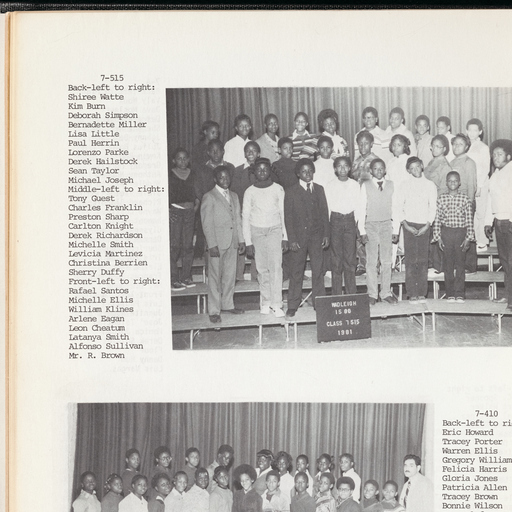 7-515
Back-left to right:
Shiree Watte
Kim Burn
Deborah Simpson
Bernadette Miller
Lisa Little
Paul Herrin
Lorenzo Parke
Derek Hailstock
Sean Taylor
Michael Joseph
Middle-left to right:
Tony Guest
Charles Franklin
Preston Sharp
Carlton Knight
Derek Richardson
Michelle Smith
Levicia Martinez
Christina Berrien
Sherry Duffy
Front-left to right:
Rafael Santos
Michelle Ellis
William Klines
Arlene Eagan
Leon Cheatum
Latanya Smith
Alfonso Sullivan
Mr. R. Brown
WADLEIGH
IS 88
CLASS 7 515
1981
7-410
Back-left to ri
Eric Howard
Tracey Porter
Warren Ellis
Gregory William
Felicia Harris
Gloria Jones
Patricia Allen
Tracey Brown
Bonnie Wilson